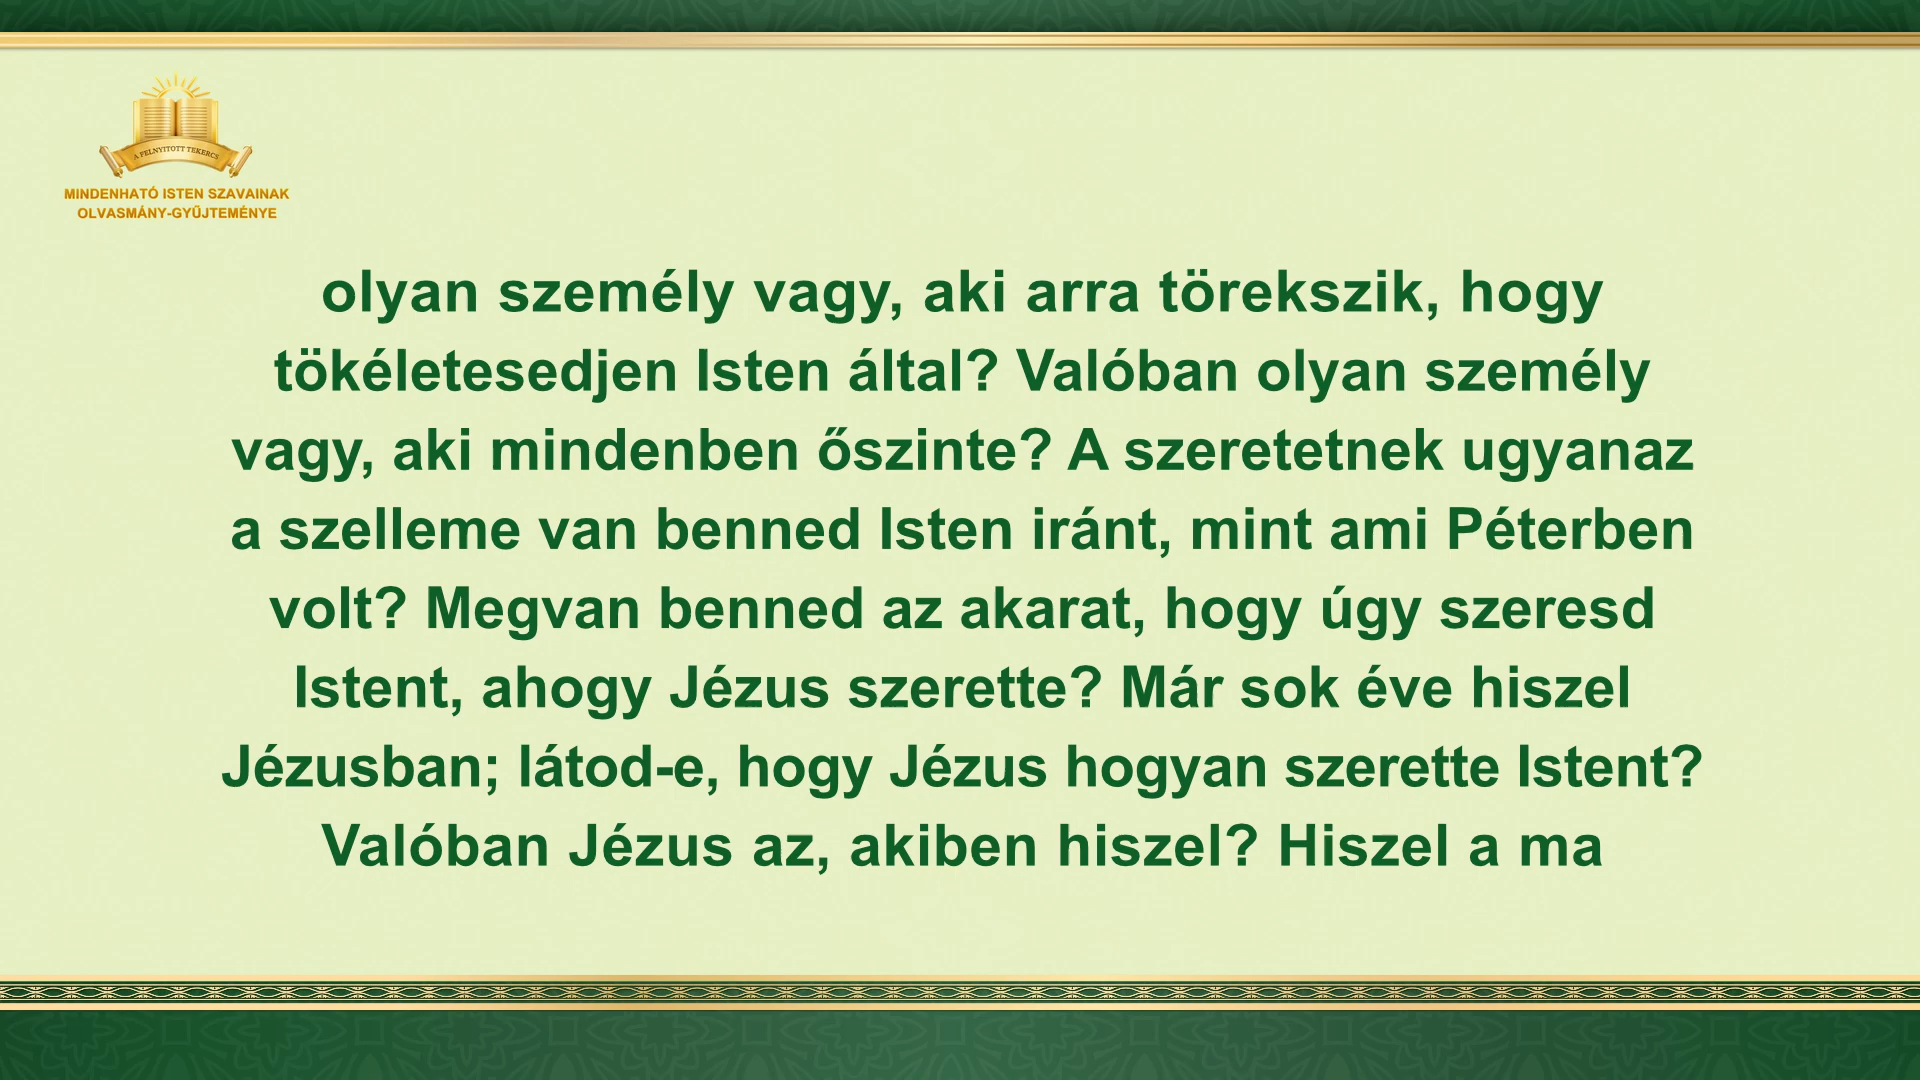 A FELNYITOTT TEKERCS
MINDENHATÓ ISTEN SZAVAINAK
OLVASMÁNY-GYŰJTEMÉNYE
olyan személy vagy, aki arra törekszik, hogy
tökéletesedjen Isten által? Valóban olyan személy
vagy, aki mindenben őszinte? A szeretetnek ugyanaz
a szelleme van benned Isten iránt, mint ami Péterben
volt? Megvan benned az akarat, hogy úgy szeresd
Istent, ahogy Jézus szerette? Már sok éve hiszel
Jézusban; látod-e, hogy Jézus hogyan szerette Istent?
Valóban Jézus az, akiben hiszel? Hiszel a ma